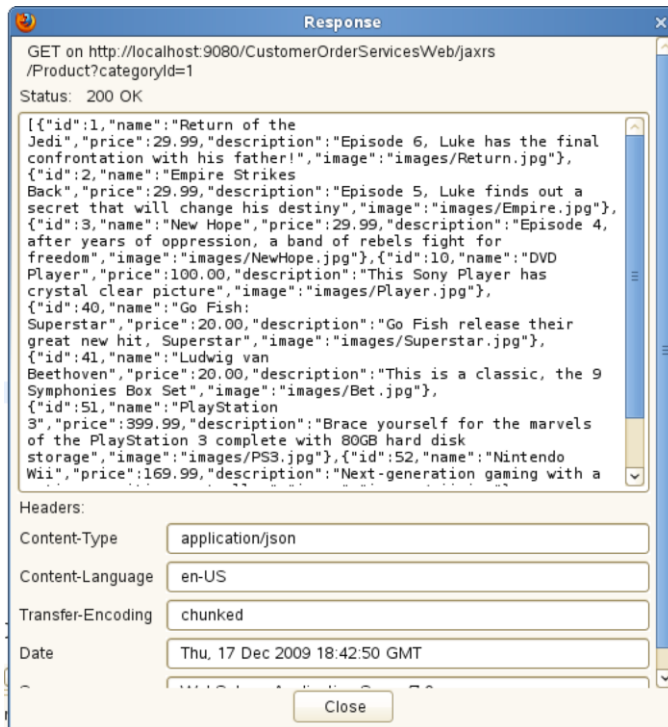 Response
GET on http://localhost:9080/CustomerOrderServicesWeb/jaxrs
/Product?categoryId=1
Status: 200 OK
[{"id":1,"name":"Return of the
Jedi","price":29.99,"description":"Episode 6, Luke has the final
confrontation with his father!","image":"images/Return.jpg"},
{"id":2,"name":"Empire Strikes
Back","price":29.99,"description":"Episode 5, Luke finds out a
secret that will change his destiny","image":"images/Empire.jpg"},
{"id":3,"name":"New Hope","price":29.99,"description":"Episode 4,
after years of oppression, a band of rebels fight for
freedom","image":"images/NewHope.jpg"},{"id":10,"name":"DVD
Player","price":100.00,"description":"This Sony Player has
crystal clear picture","image":"images/Player.jpg"},
{"id":40,"name":"Go Fish:
Superstar","price":20.00,"description":"Go Fish release their
great new hit, Superstar","image":"images/Superstar.jpg"},
{"id":41,"name":"Ludwig van
Beethoven","price":20.00,"description":"This is a classic, the 9
Symphonies Box Set","image":"images/Bet.jpg"},
{"id":51,"name":"PlayStation
3","price":399.99,"description":"Brace yourself for the marvels
of the PlayStation 3 complete with 80GB hard disk
storage","image":"images/PS3.jpg"},{"id":52,"name":"Nintendo
Wii","price":169.99,"description":"Next-generation gaming with a
Headers:
Content-Type application/json
Content-Language en-US
Transfer-Encoding chunked
Date Thu, 17 Dec 2009 18:42:50 GMT
Close